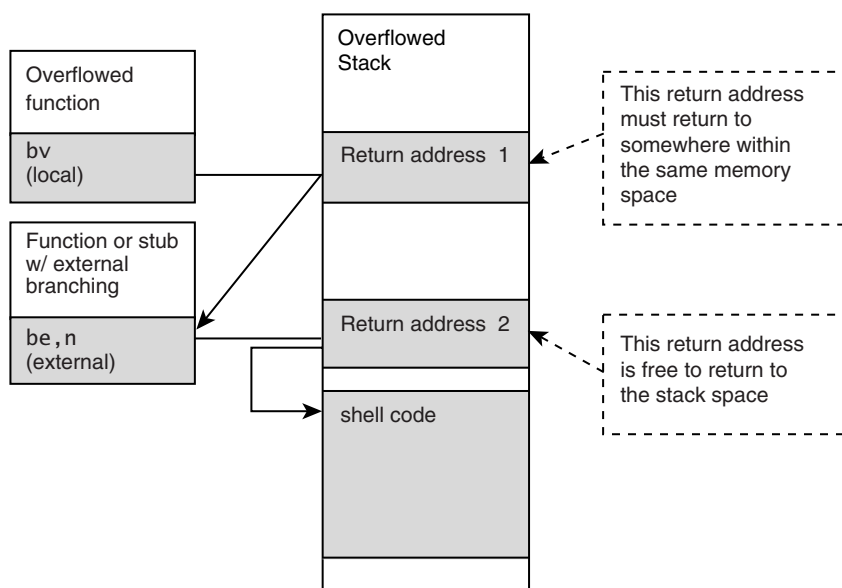 Overflowed
function
bv
(local)
Function or stub
w/ external
branching
be,n
(external)
Overflowed
Stack
Return address 1
Return address 2
shell code
This return address
must return to
somewhere within
the same memory
space
This return address
is free to return to
the stack space